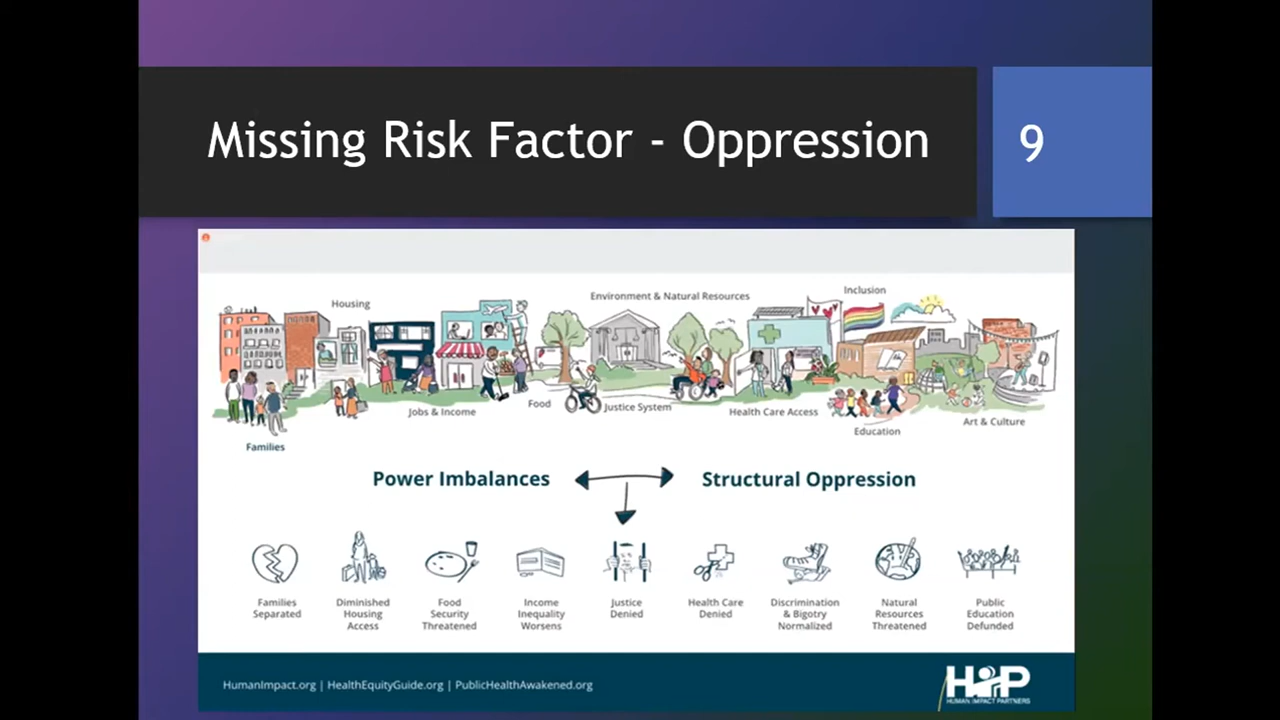 Missing Risk Factor - Oppression
9
Housing
Environment & Natural Resources
Inclusion
Jobs & Income
Food
Justice System
Health Care Access
Education
Art & Culture
Families
Power Imbalances
Structural Oppression
Families
Separated
Diminished
Housing
Access
Food
Security
Threatened
Income
Inequality
Worsens
Justice
Denied
Health Care
Denied
Discrimination
& Bigotry
Normalized
Natural
Resources
Threatened
Public
Education
Defunded
HumanImpact.org | HealthEquityGuide.org | PublicHealthAwakened.org
HIP
HUMAN IMPACT PARTNERS